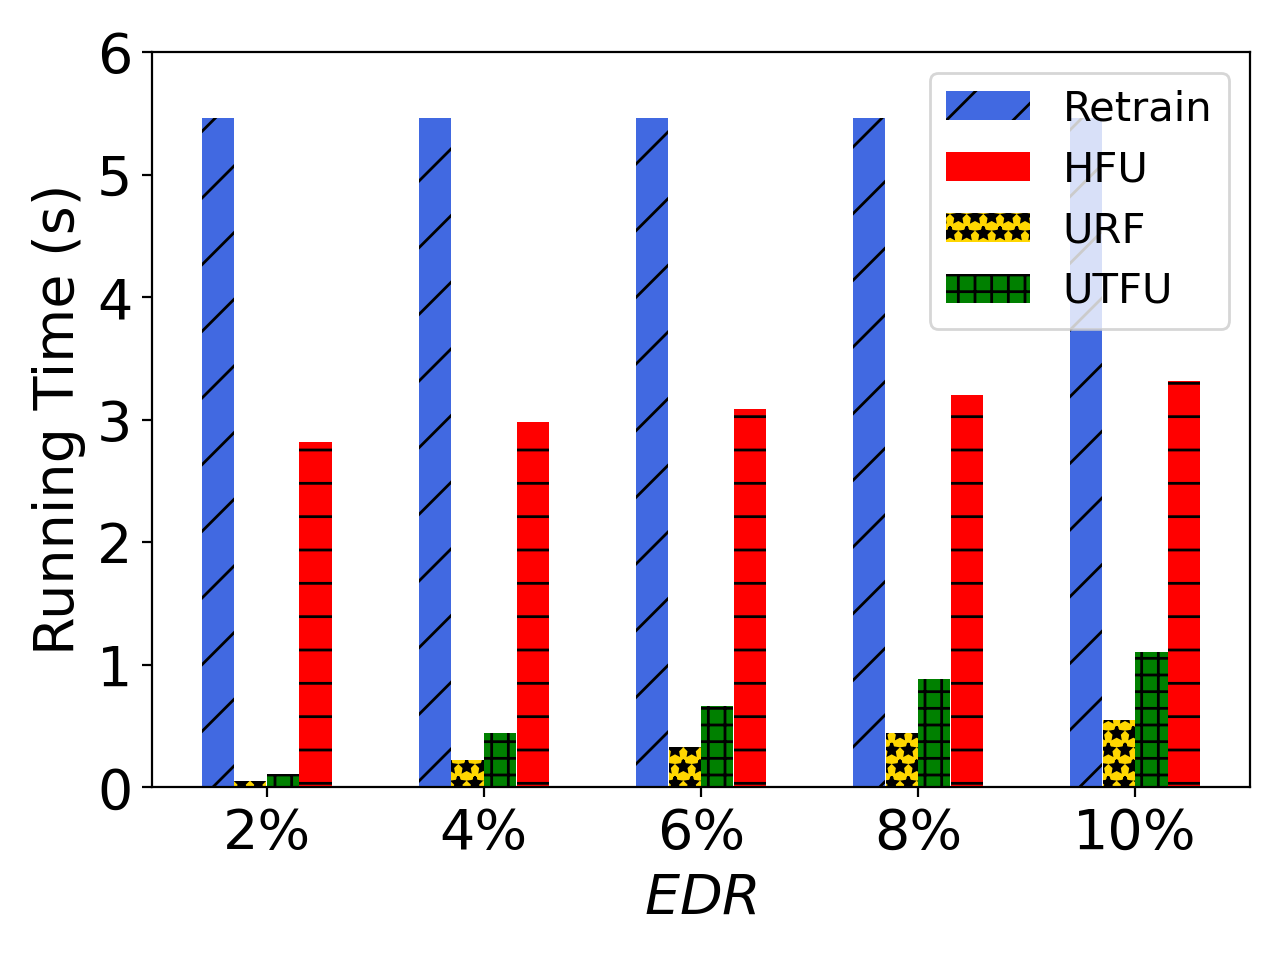 6
5
4
3
2
1
0
Running Time (s)
Retrain
HFU
URF
UTFU
2% 4% 6% 8% 10%
EDR